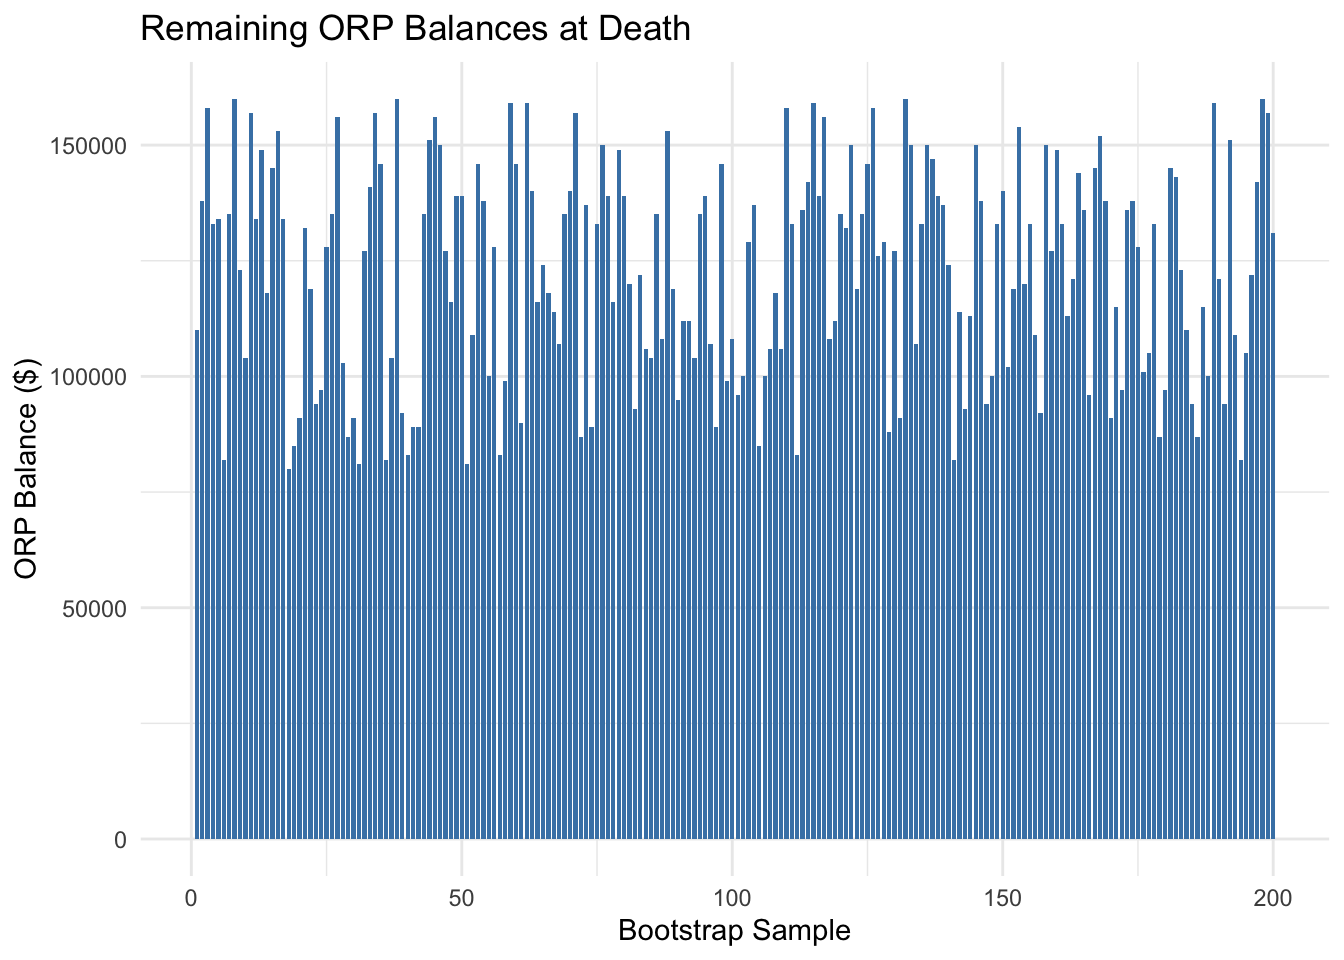 Remaining ORP Balances at Death
ORP Balance ($)
150000
100000
50000
0
0 50 100 150 200
Bootstrap Sample